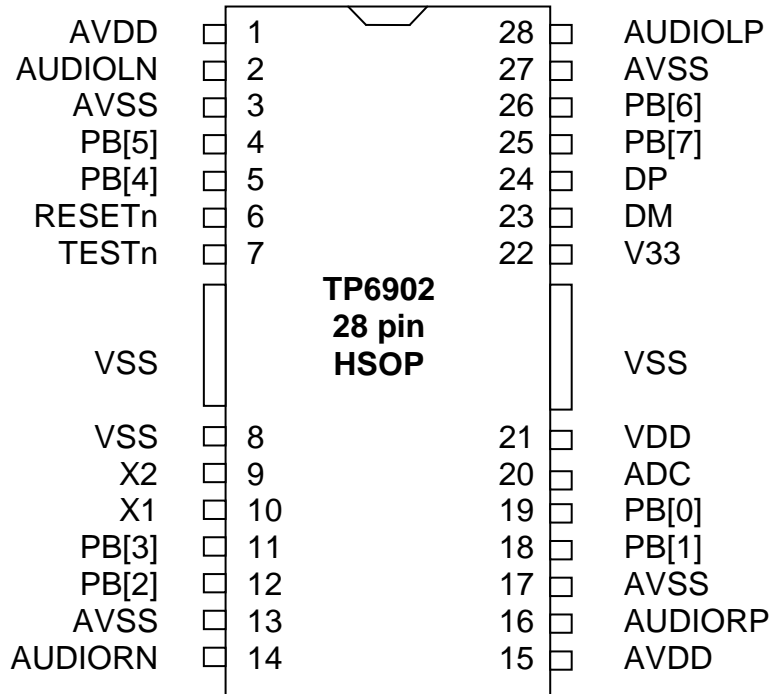 AVDD 1 28 AUDIOLP
AUDIOLN 2 27 AVSS
AVSS 3 26 PB[6]
PB[5] 4 25 PB[7]
PB[4] 5 24 DP
RESETn 6 23 DM
TESTn 7 22 V33
TP6902
28 pin
VSS HSOP VSS
VSS 8 21 VDD
X2 9 20 ADC
X1 10 19 PB[0]
PB[3] 11 18 PB[1]
PB[2] 12 17 AVSS
AVSS 13 16 AUDIORP
AUDIORN 14 15 AVDD